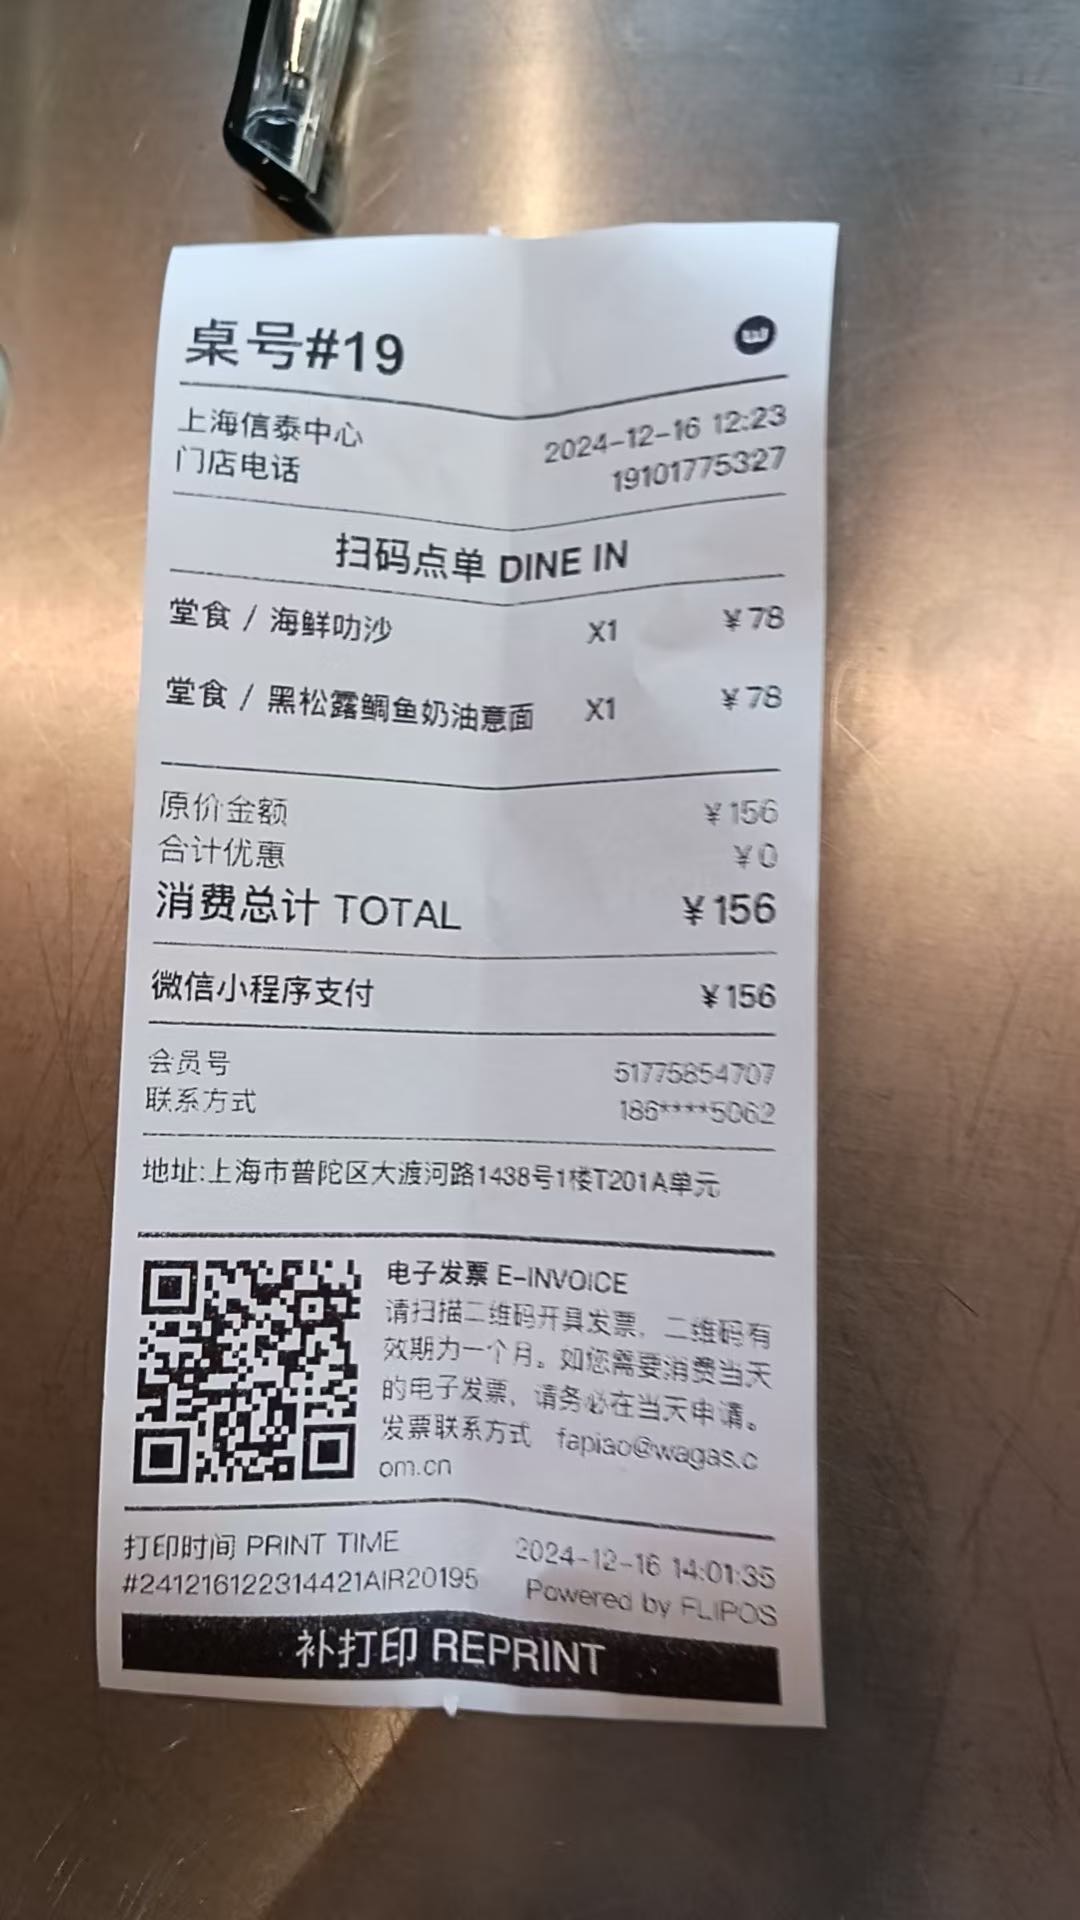 桌号#19
上海信泰中心 2024-12-16 12:23
门店电话 19101775327
扫码点单 DINE IN
堂食 / 海鲜叻沙 X1 ¥78
堂食 / 黑松露鲷鱼奶油意面 X1 ¥78
原价金额 ¥156
合计优惠 ¥0
消费总计 TOTAL ¥156
微信小程序支付 ¥156
会员号 51775854707
联系方式 186****5062
地址:上海市普陀区大渡河路1438号1楼T201A单元
电子发票 E-INVOICE
请扫描二维码开具发票，二维码有
效期为一个月。如您需要消费当天
的电子发票，请务必在当天申请。
发票联系方式 fapiao@wagas.c
om.cn
打印时间 PRINT TIME 2024-12-16 14:01:35
#241216122314421AIR20195 Powered by FLIPOS
补打印 REPRINT